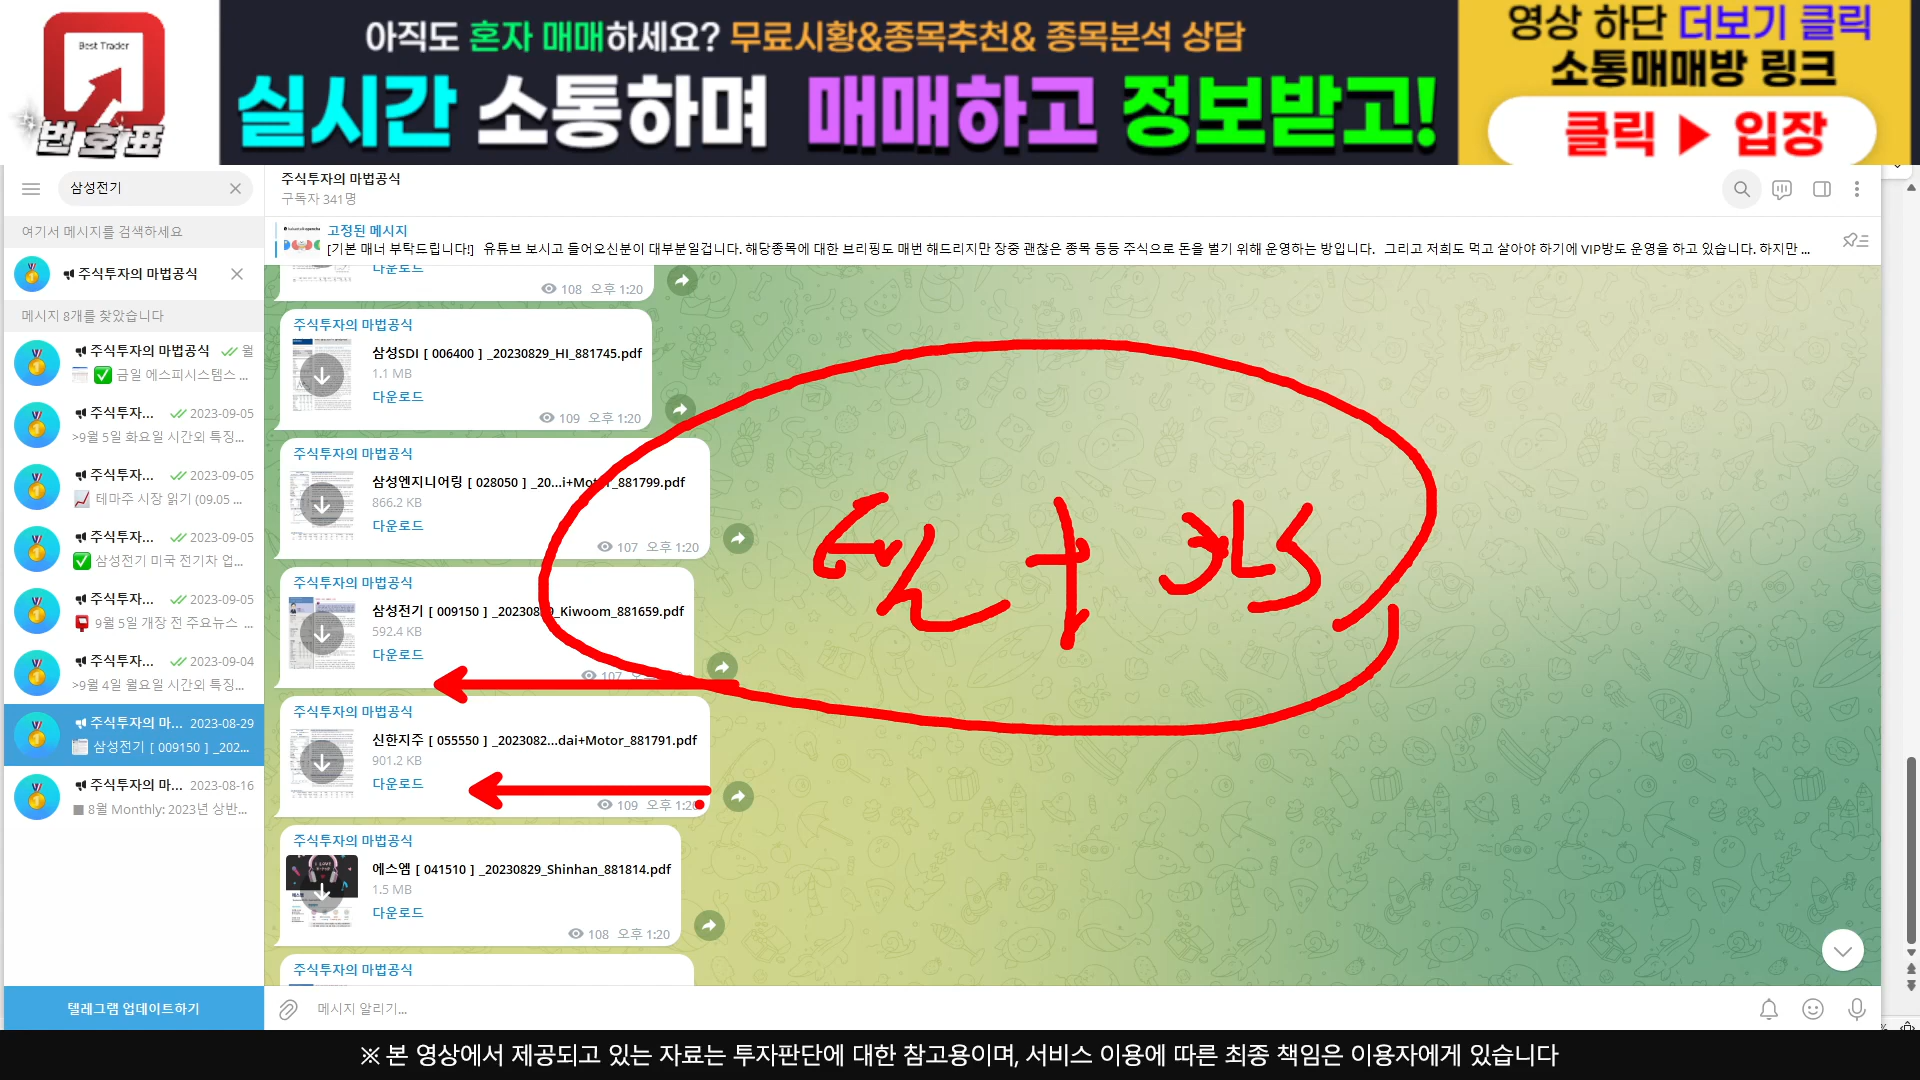 Best Trader
번호표
아직도 혼자 매매하세요? 무료시황&종목추천& 종목분석 상담
실시간 소통하며 매매하고 정보받고!
영상 하단 더보기 클릭
소통매매방 링크
클릭 ▶ 입장
삼성전기
여기서 메시지를 검색하세요
주식투자의 마법공식
메시지 8개를 찾았습니다
주식투자의 마법공식 월
✅ 금일 에스피시스템스 ...
주식투자... 2023-09-05
>9월 5일 화요일 시간외 특징...
주식투자... 2023-09-05
테마주 시장 읽기 (09.05 ...
주식투자... 2023-09-05
✅ 삼성전기 미국 전기차 업...
주식투자... 2023-09-05
9월 5일 개장 전 주요뉴스 ...
주식투자... 2023-09-04
>9월 4일 월요일 시간외 특징...
주식투자의 마... 2023-08-29
삼성전기 [ 009150 ] _202...
주식투자의 마... 2023-08-16
■ 8월 Monthly: 2023년 상반...
텔레그램 업데이트하기
주식투자의 마법공식
구독자 341명
고정된 메시지
[기본 매너 부탁드립니다!] 유튜브 보시고 들어오신분이 대부분일겁니다. 해당종목에 대한 브리핑도 매번 해드리지만 장중 괜찮은 종목 등등 주식으로 돈을 벌기 위해 운영하는 방입니다. 그리고 저희도 먹고 살아야 하기에 VIP방도 운영을 하고 있습니다. 하지만 ...
다운로드
108 오후 1:20
주식투자의 마법공식
삼성SDI [ 006400 ] _20230829_HI_881745.pdf
1.1 MB
다운로드
109 오후 1:20
주식투자의 마법공식
삼성엔지니어링 [ 028050 ] _20...i+Motor_881799.pdf
866.2 KB
다운로드
107 오후 1:20
주식투자의 마법공식
삼성전기 [ 009150 ] _20230829_Kiwoom_881659.pdf
592.4 KB
다운로드
107
주식투자의 마법공식
신한지주 [ 055550 ] _2023082...dai+Motor_881791.pdf
901.2 KB
다운로드
109 오후 1:20
주식투자의 마법공식
에스엠 [ 041510 ] _20230829_Shinhan_881814.pdf
1.5 MB
다운로드
108 오후 1:20
주식투자의 마법공식
메시지 알리기...
※ 본 영상에서 제공되고 있는 자료는 투자판단에 대한 참고용이며, 서비스 이용에 따른 최종 책임은 이용자에게 있습니다